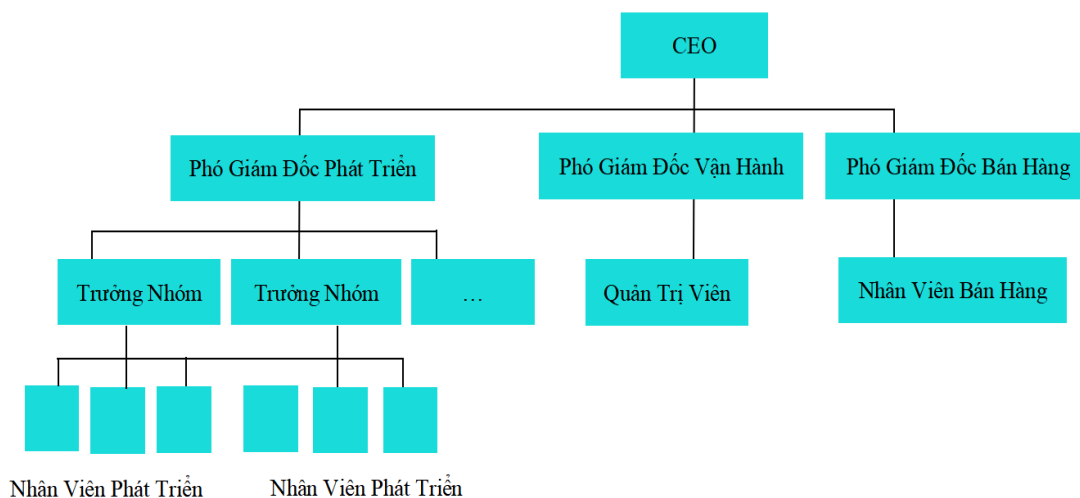 CEO
Phó Giám Đốc Phát Triển
Phó Giám Đốc Vận Hành
Phó Giám Đốc Bán Hàng
Trưởng Nhóm
Trưởng Nhóm
…
Quản Trị Viên
Nhân Viên Bán Hàng
Nhân Viên Phát Triển
Nhân Viên Phát Triển